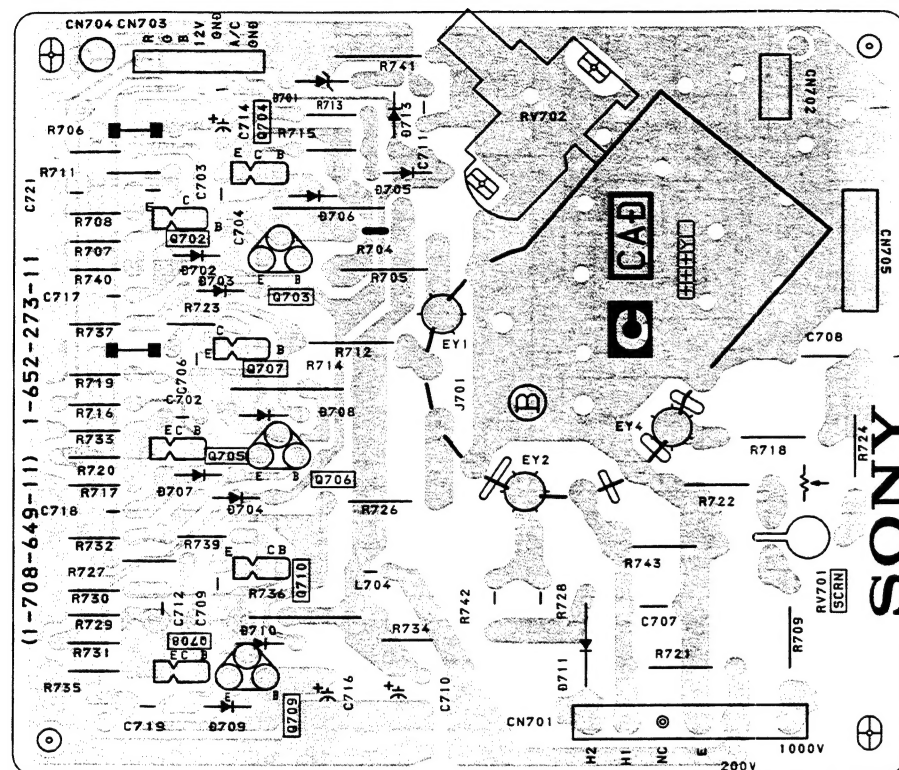 CN704 CN703
R
G
B
12V
GND
A/C
GND
R741
D701
R713
D713
C711
RV702
CN702
C714
Q704
R715
R706
E C B
R711
C721
C703
D705
R708
E C B
Q702
C704
D706
R704
R707
D702
E B
R705
R740
D703
Q703
C717
R723
CN705
CAD
C
HHHY
EY1
R737
C
E B
R712
R714
C708
C706
Q707
R719
C702
D708
J701
B
R716
EY4
R724
R733
E C B
Q705
R718
R720
E B
EY2
D707
Q706
R722
R717
D704
R726
C718
SONY
R732
R739
E C B
R743
R727
Q710
L704
R736
RV701
SCRN
R730
C712
C709
R742
R728
C707
R709
R729
Q708
D710
R734
R731
E C B
D711
R721
R735
E B
C716
C710
C719
D709
Q709
CN701
H2
H1
NC
E
200V
1000V
(1-708-649-11) 1-652-273-11